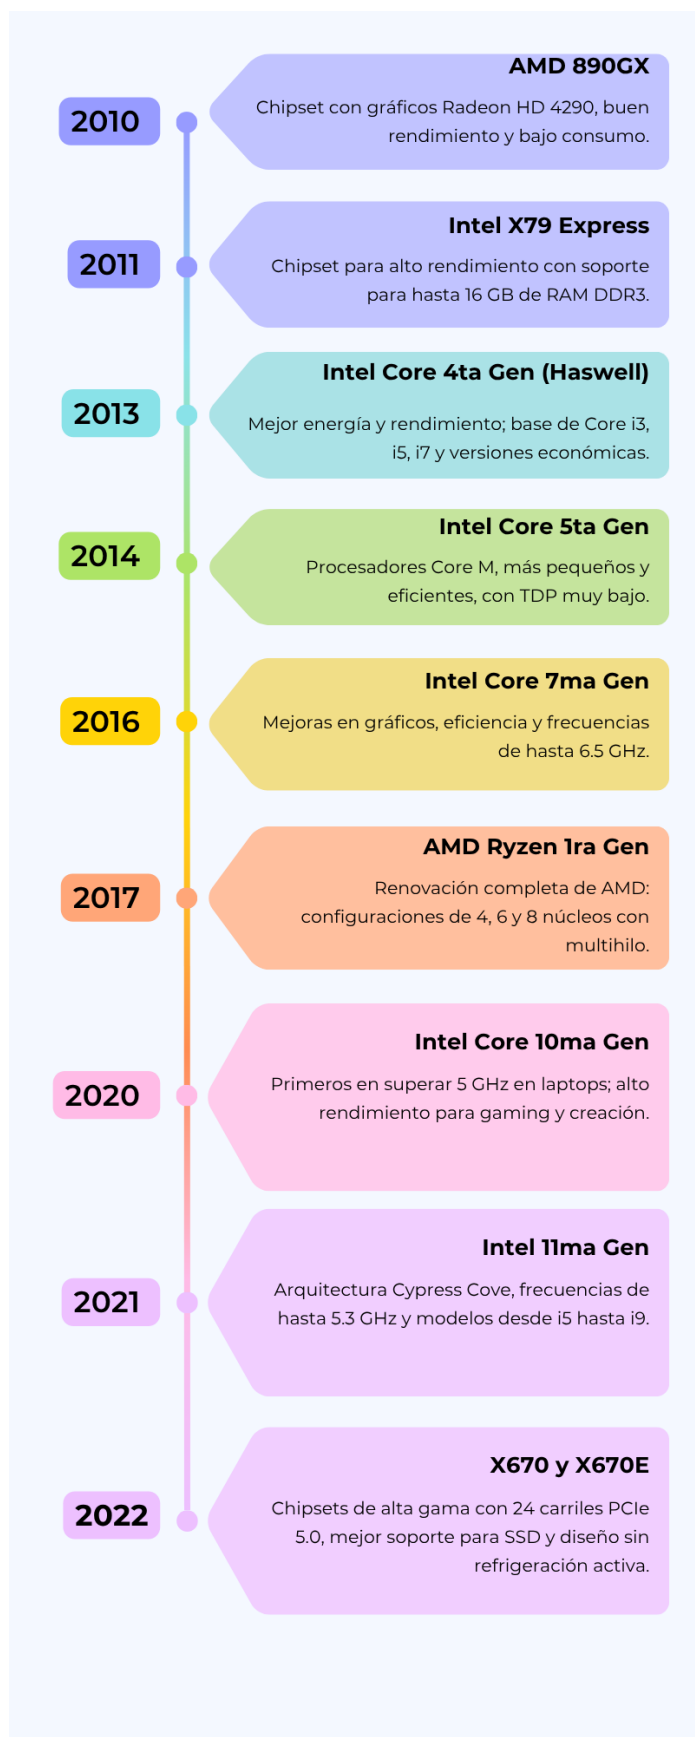 2010
AMD 890GX
Chipset con gráficos Radeon HD 4290, buen
rendimiento y bajo consumo.
2011
Intel X79 Express
Chipset para alto rendimiento con soporte
para hasta 16 GB de RAM DDR3.
2013
Intel Core 4ta Gen (Haswell)
Mejor energía y rendimiento; base de Core i3,
i5, i7 y versiones económicas.
2014
Intel Core 5ta Gen
Procesadores Core M, más pequeños y
eficientes, con TDP muy bajo.
2016
Intel Core 7ma Gen
Mejoras en gráficos, eficiencia y frecuencias
de hasta 6.5 GHz.
2017
AMD Ryzen 1ra Gen
Renovación completa de AMD:
configuraciones de 4, 6 y 8 núcleos con
multihilo.
2020
Intel Core 10ma Gen
Primeros en superar 5 GHz en laptops; alto
rendimiento para gaming y creación.
2021
Intel 11ma Gen
Arquitectura Cypress Cove, frecuencias de
hasta 5.3 GHz y modelos desde i5 hasta i9.
2022
X670 y X670E
Chipsets de alta gama con 24 carriles PCIe
5.0, mejor soporte para SSD y diseño sin
refrigeración activa.